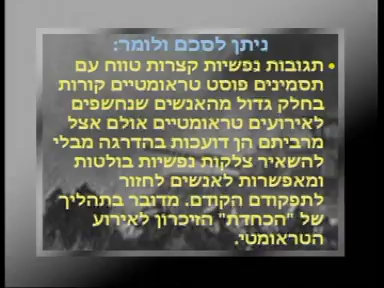 ניתן לסכם ולומר:
• תגובות נפשיות קצרות טווח עם
תסמינים פוסט טראומטיים קורות
בחלק גדול מהאנשים שנחשפים
לאירועים טראומטיים אולם אצל
מרביתם הן דועכות בהדרגה מבלי
להשאיר צלקות נפשיות בולטות
ומאפשרות לאנשים לחזור
לתפקודם הקודם. מדובר בתהליך
של "הכחדת" הזיכרון לאירוע
הטראומטי.